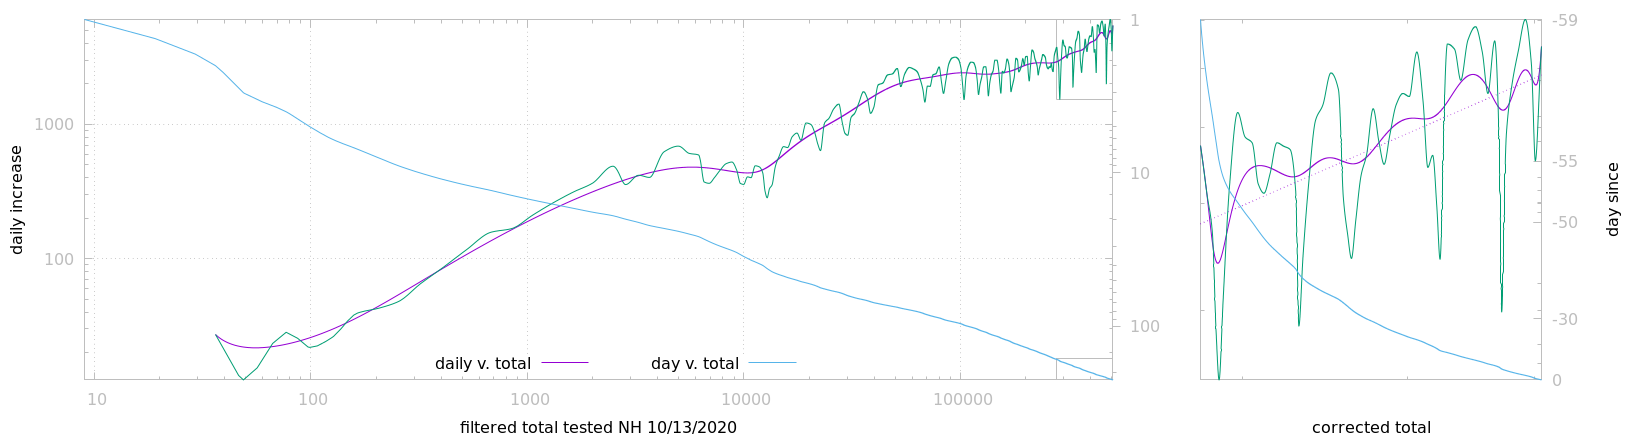 daily increase
1000
100
10
100
1000
10000
100000
1
10
100
daily v. total
day v. total
filtered total tested NH 10/13/2020
-59
-55
-50
-30
0
day since
corrected total